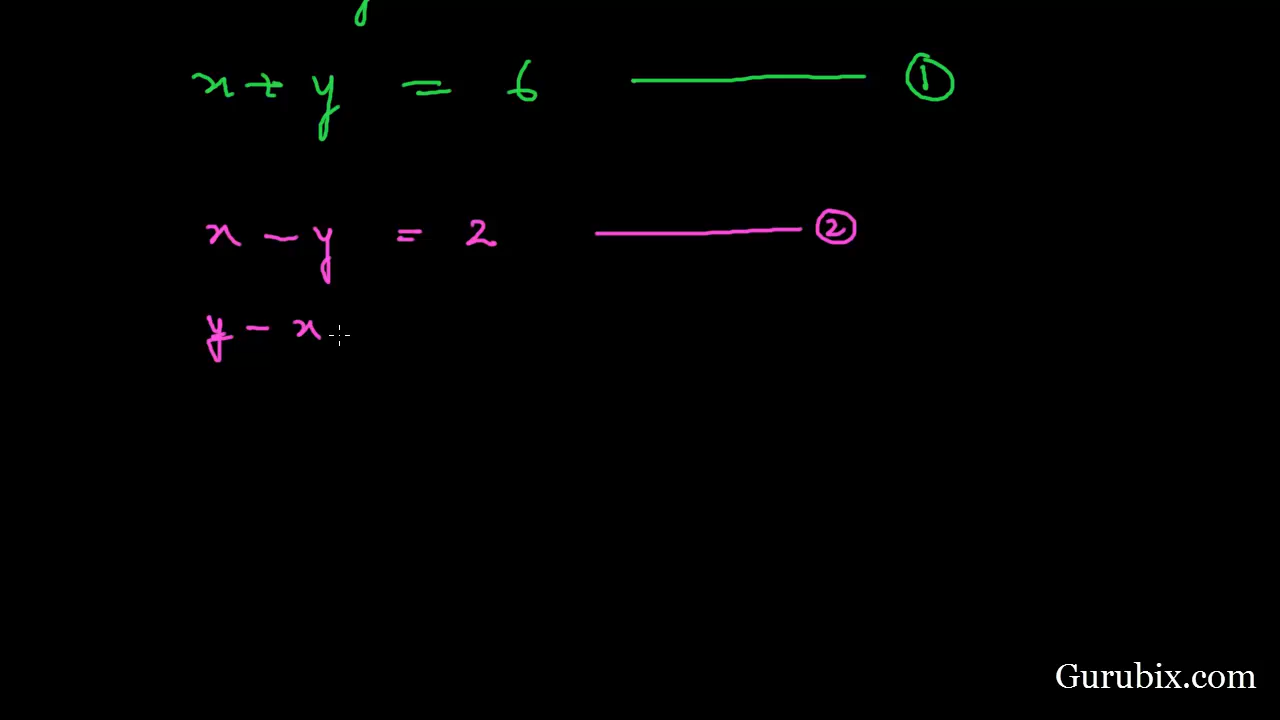 y
x + y = 6 ——— ①
x - y = 2 ——— ②
y - x
Gurubix.com